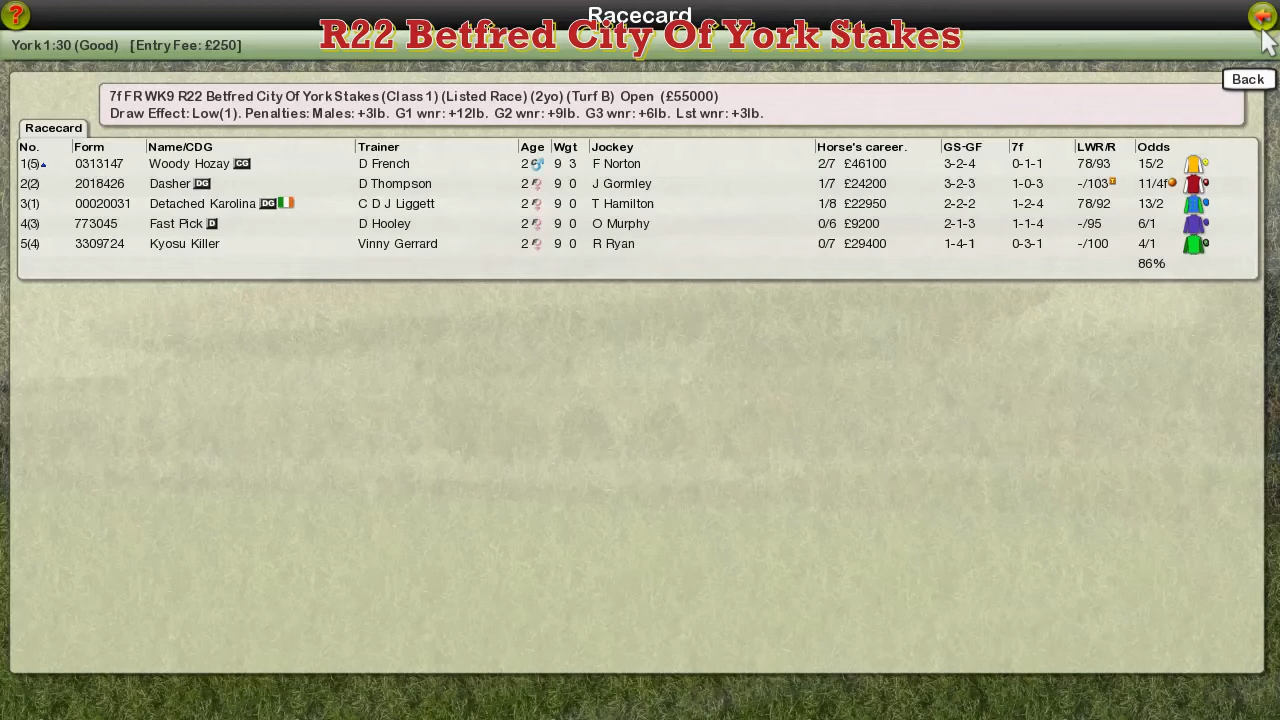 Racecard
R22 Betfred City Of York Stakes
York 1:30 (Good) [Entry Fee: £250]
Back
7f FR WK9 R22 Betfred City Of York Stakes (Class 1) (Listed Race) (2yo) (Turf B) Open (£55000)
Draw Effect: Low(1). Penalties: Males: +3lb. G1 wnr: +12lb. G2 wnr: +9lb. G3 wnr: +6lb. Lst wnr: +3lb.
Racecard
No. Form Name/CDG Trainer Age Wgt Jockey Horse's career. GS-GF 7f LWR/R Odds
1(5) 0313147 Woody Hozay CG D French 2 9 3 F Norton 2/7 £46100 3-2-4 0-1-1 78/93 15/2
2(2) 2018426 Dasher DG D Thompson 2 9 0 J Gormley 1/7 £24200 3-2-3 1-0-3 -/103 T 11/4f
3(1) 00020031 Detached Karolina DG C D J Liggett 2 9 0 T Hamilton 1/8 £22950 2-2-2 1-2-4 78/92 13/2
4(3) 773045 Fast Pick D D Hooley 2 9 0 O Murphy 0/6 £9200 2-1-3 1-1-4 -/95 6/1
5(4) 3309724 Kyosu Killer Vinny Gerrard 2 9 0 R Ryan 0/7 £29400 1-4-1 0-3-1 -/100 4/1
86%